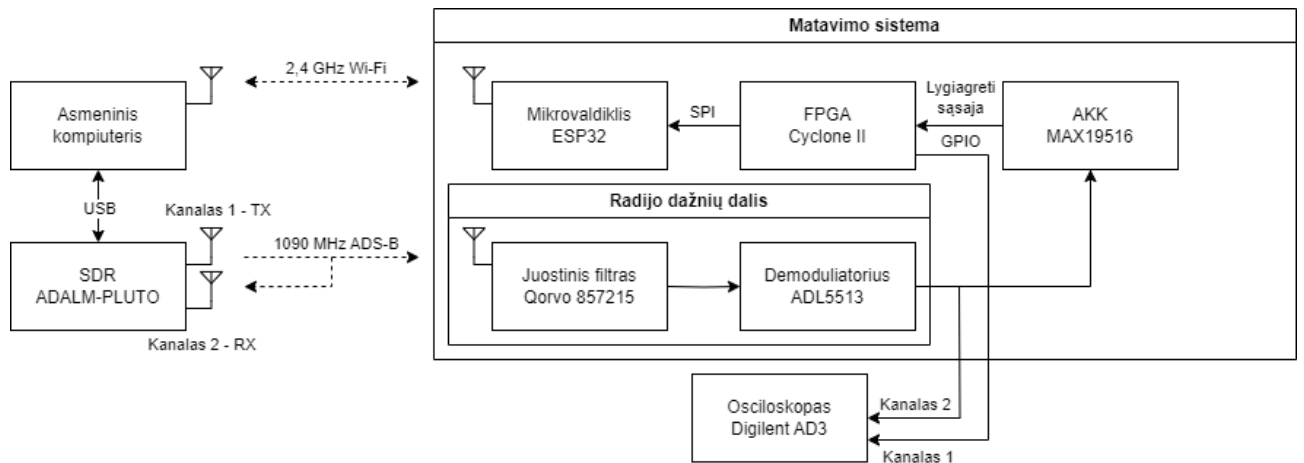 Matavimo sistema
2,4 GHz Wi-Fi
Asmeninis
kompiuteris
Mikrovaldiklis
ESP32
SPI
FPGA
Cyclone II
Lygiagreti
sąsaja
GPIO
AKK
MAX19516
USB
Kanalas 1 - TX
Radijo dažnių dalis
1090 MHz ADS-B
SDR
ADALM-PLUTO
Juostinis filtras
Qorvo 857215
Demoduliatorius
ADL5513
Kanalas 2 - RX
Osciloskopas
Digilent AD3
Kanalas 2
Kanalas 1